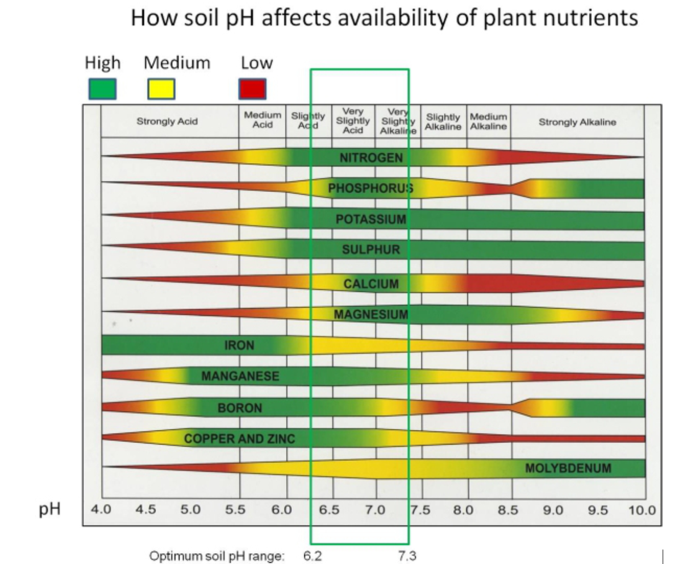 How soil pH affects availability of plant nutrients
High Medium Low
Strongly Acid
Medium
Acid
Slightly
Acid
Very
Slightly
Acid
Very
Slightly
Alkaline
Slightly
Alkaline
Medium
Alkaline
Strongly Alkaline
NITROGEN
PHOSPHORUS
POTASSIUM
SULPHUR
CALCIUM
MAGNESIUM
IRON
MANGANESE
BORON
COPPER AND ZINC
MOLYBDENUM
pH 4.0 4.5 5.0 5.5 6.0 6.5 7.0 7.5 8.0 8.5 9.0 9.5 10.0
Optimum soil pH range: 6.2 7.3